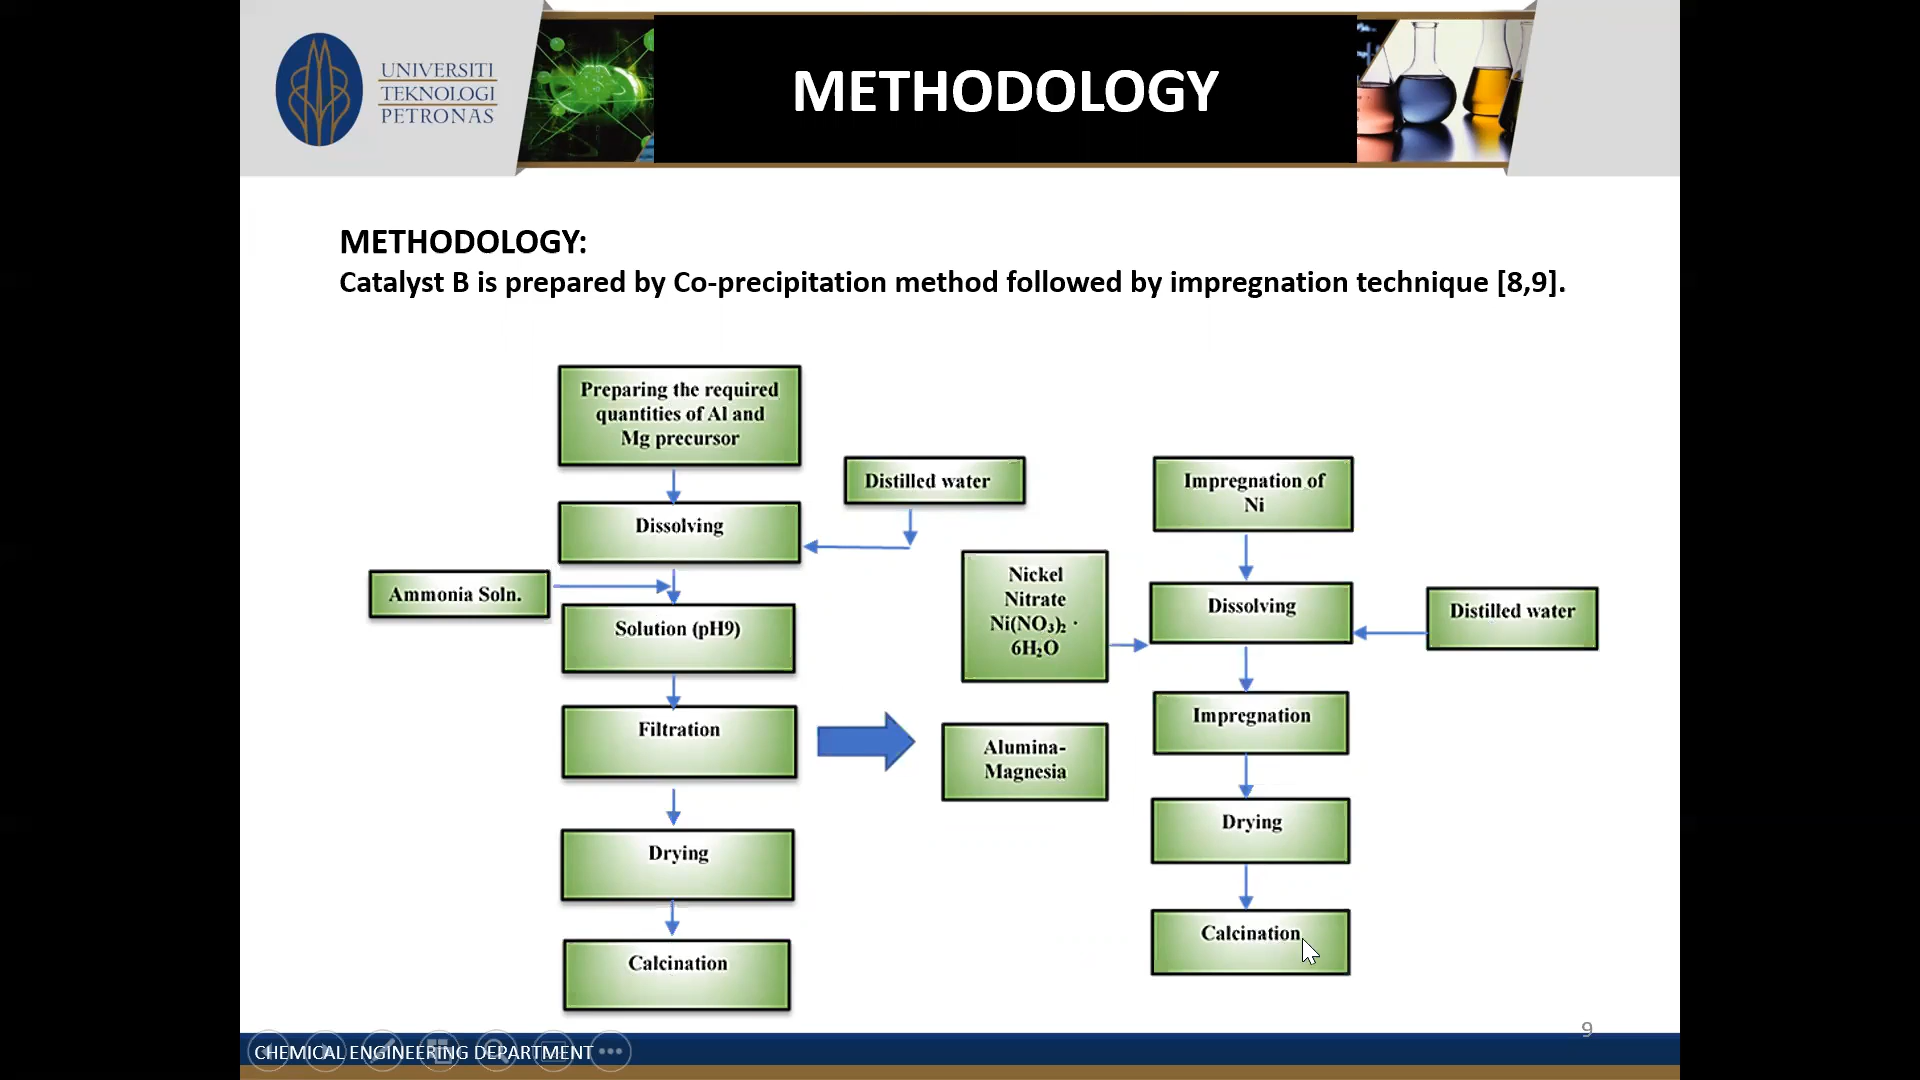 UNIVERSITI
TEKNOLOGI
PETRONAS
METHODOLOGY
METHODOLOGY:
Catalyst B is prepared by Co-precipitation method followed by impregnation technique [8,9].
Preparing the required
quantities of Al and
Mg precursor
Dissolving
Distilled water
Ammonia Soln.
Solution (pH9)
Filtration
Drying
Calcination
Alumina-
Magnesia
Impregnation of
Ni
Nickel
Nitrate
Ni(NO₃)₂ ·
6H₂O
Dissolving
Distilled water
Impregnation
Drying
Calcination
9
CHEMICAL ENGINEERING DEPARTMENT